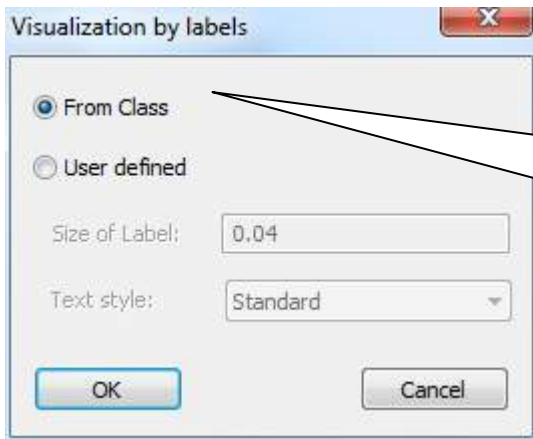 Visualization by labels
From Class
User defined
Size of Label: 0.04
Text style: Standard
OK Cancel